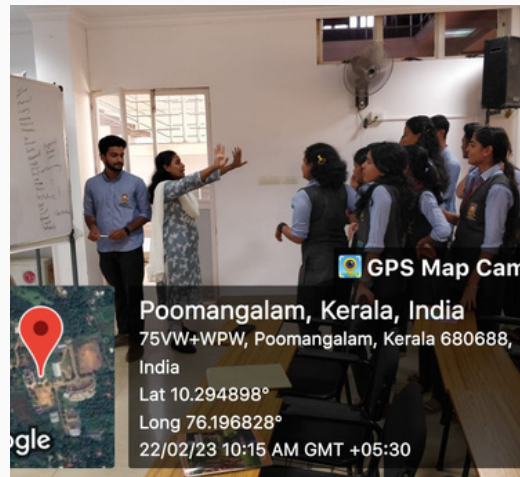 GPS Map Cam
Poomangalam, Kerala, India
75VW+WPW, Poomangalam, Kerala 680688,
India
Lat 10.294898°
Long 76.196828°
22/02/23 10:15 AM GMT +05:30
ogle